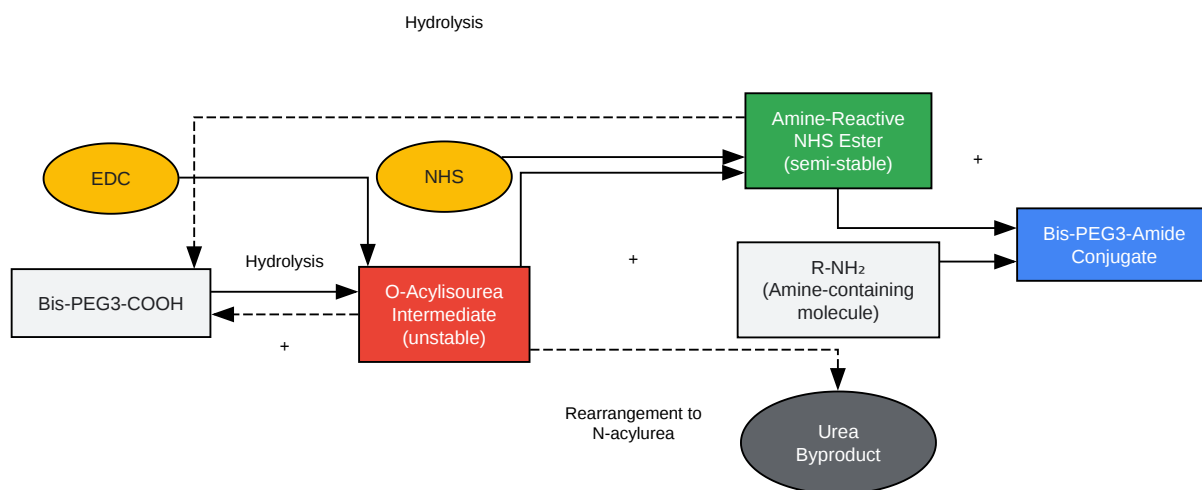 Hydrolysis
Amine-Reactive
NHS Ester
(semi-stable)
+
EDC
NHS
Bis-PEG3-Amide
Conjugate
Hydrolysis
+
R-NH₂
(Amine-containing
molecule)
Bis-PEG3-COOH
O-Acylisourea
Intermediate
(unstable)
+
Rearrangement to
N-acylurea
Urea
Byproduct